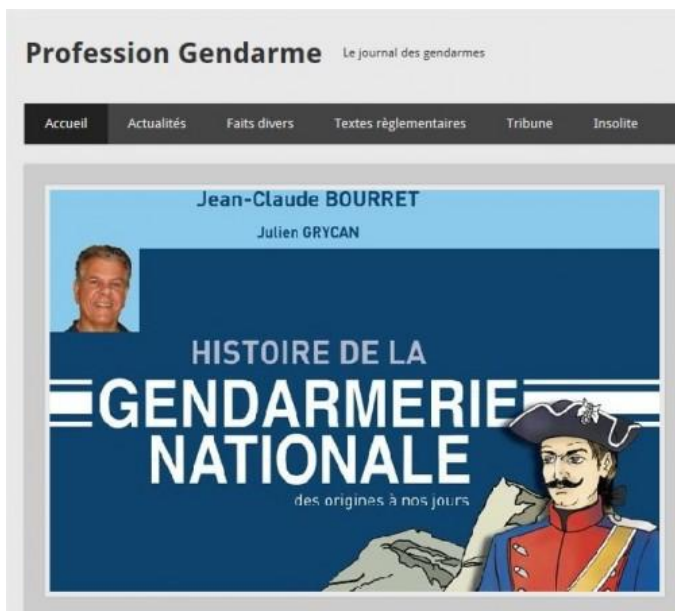 Profession Gendarme Le journal des gendarmes
Accueil Actualités Faits divers Textes règlementaires Tribune Insolite
Jean-Claude BOURRET
Julien GRYCAN
HISTOIRE DE LA
GENDARMERIE
NATIONALE
des origines à nos jours